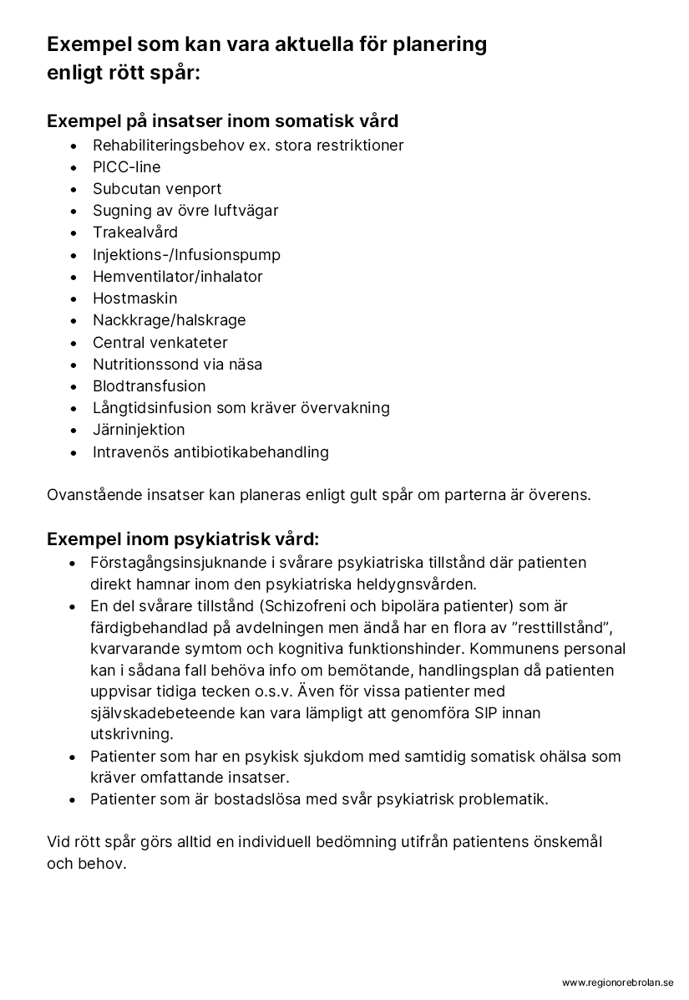 Exempel som kan vara aktuella för planering
enligt rött spår:
Exempel på insatser inom somatisk vård
• Rehabiliteringsbehov ex. stora restriktioner
• PICC-line
• Subcutan venport
• Sugning av övre luftvägar
• Trakealvård
• Injektions-/Infusionspump
• Hemventilator/inhalator
• Hostmaskin
• Nackkrage/halskrage
• Central venkateter
• Nutritionssond via näsa
• Blodtransfusion
• Långtidsinfusion som kräver övervakning
• Järninjektion
• Intravenös antibiotikabehandling
Ovanstående insatser kan planeras enligt gult spår om parterna är överens.
Exempel inom psykiatrisk vård:
• Förstagångsinsjuknande i svårare psykiatriska tillstånd där patienten
direkt hamnar inom den psykiatriska heldygnsvården.
• En del svårare tillstånd (Schizofreni och bipolära patienter) som är
färdigbehandlad på avdelningen men ändå har en flora av ”resttillstånd”,
kvarvarande symtom och kognitiva funktionshinder. Kommunens personal
kan i sådana fall behöva info om bemötande, handlingsplan då patienten
uppvisar tidiga tecken o.s.v. Även för vissa patienter med
självskadebeteende kan vara lämpligt att genomföra SIP innan
utskrivning.
• Patienter som har en psykisk sjukdom med samtidig somatisk ohälsa som
kräver omfattande insatser.
• Patienter som är bostadslösa med svår psykiatrisk problematik.
Vid rött spår görs alltid en individuell bedömning utifrån patientens önskemål
och behov.
www.regionorebrolan.se